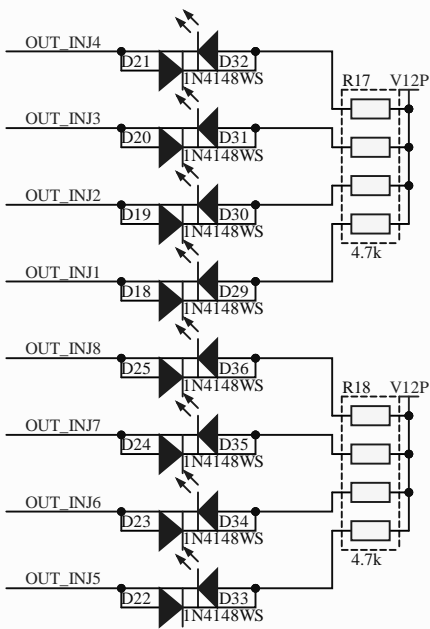 OUT_INJ4
D21 D32
1N4148WS
R17 V12P
OUT_INJ3
D20 D31
1N4148WS
OUT_INJ2
D19 D30
1N4148WS
4.7k
OUT_INJ1
D18 D29
1N4148WS
OUT_INJ8
D25 D36
1N4148WS
R18 V12P
OUT_INJ7
D24 D35
1N4148WS
OUT_INJ6
D23 D34
1N4148WS
4.7k
OUT_INJ5
D22 D33
1N4148WS